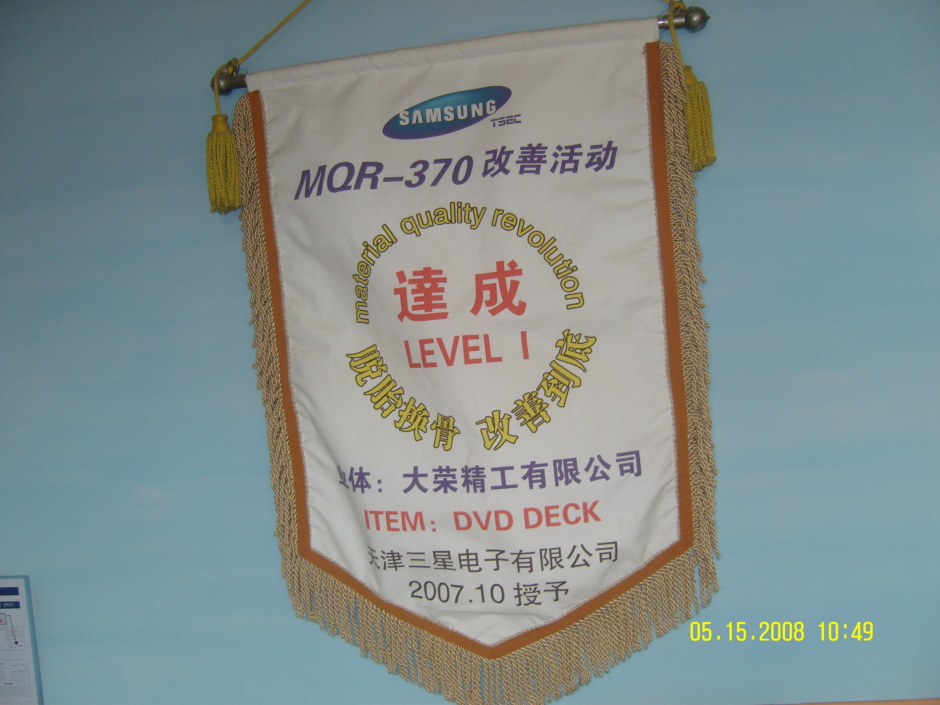 SAMSUNG
TSEC
MQR-370 改善活动
material quality revolution
達成
LEVEL I
脱胎换骨 改善到底
体：大荣精工有限公司
ITEM：DVD DECK
天津三星电子有限公司
2007.10 授予
05.15.2008 10:49